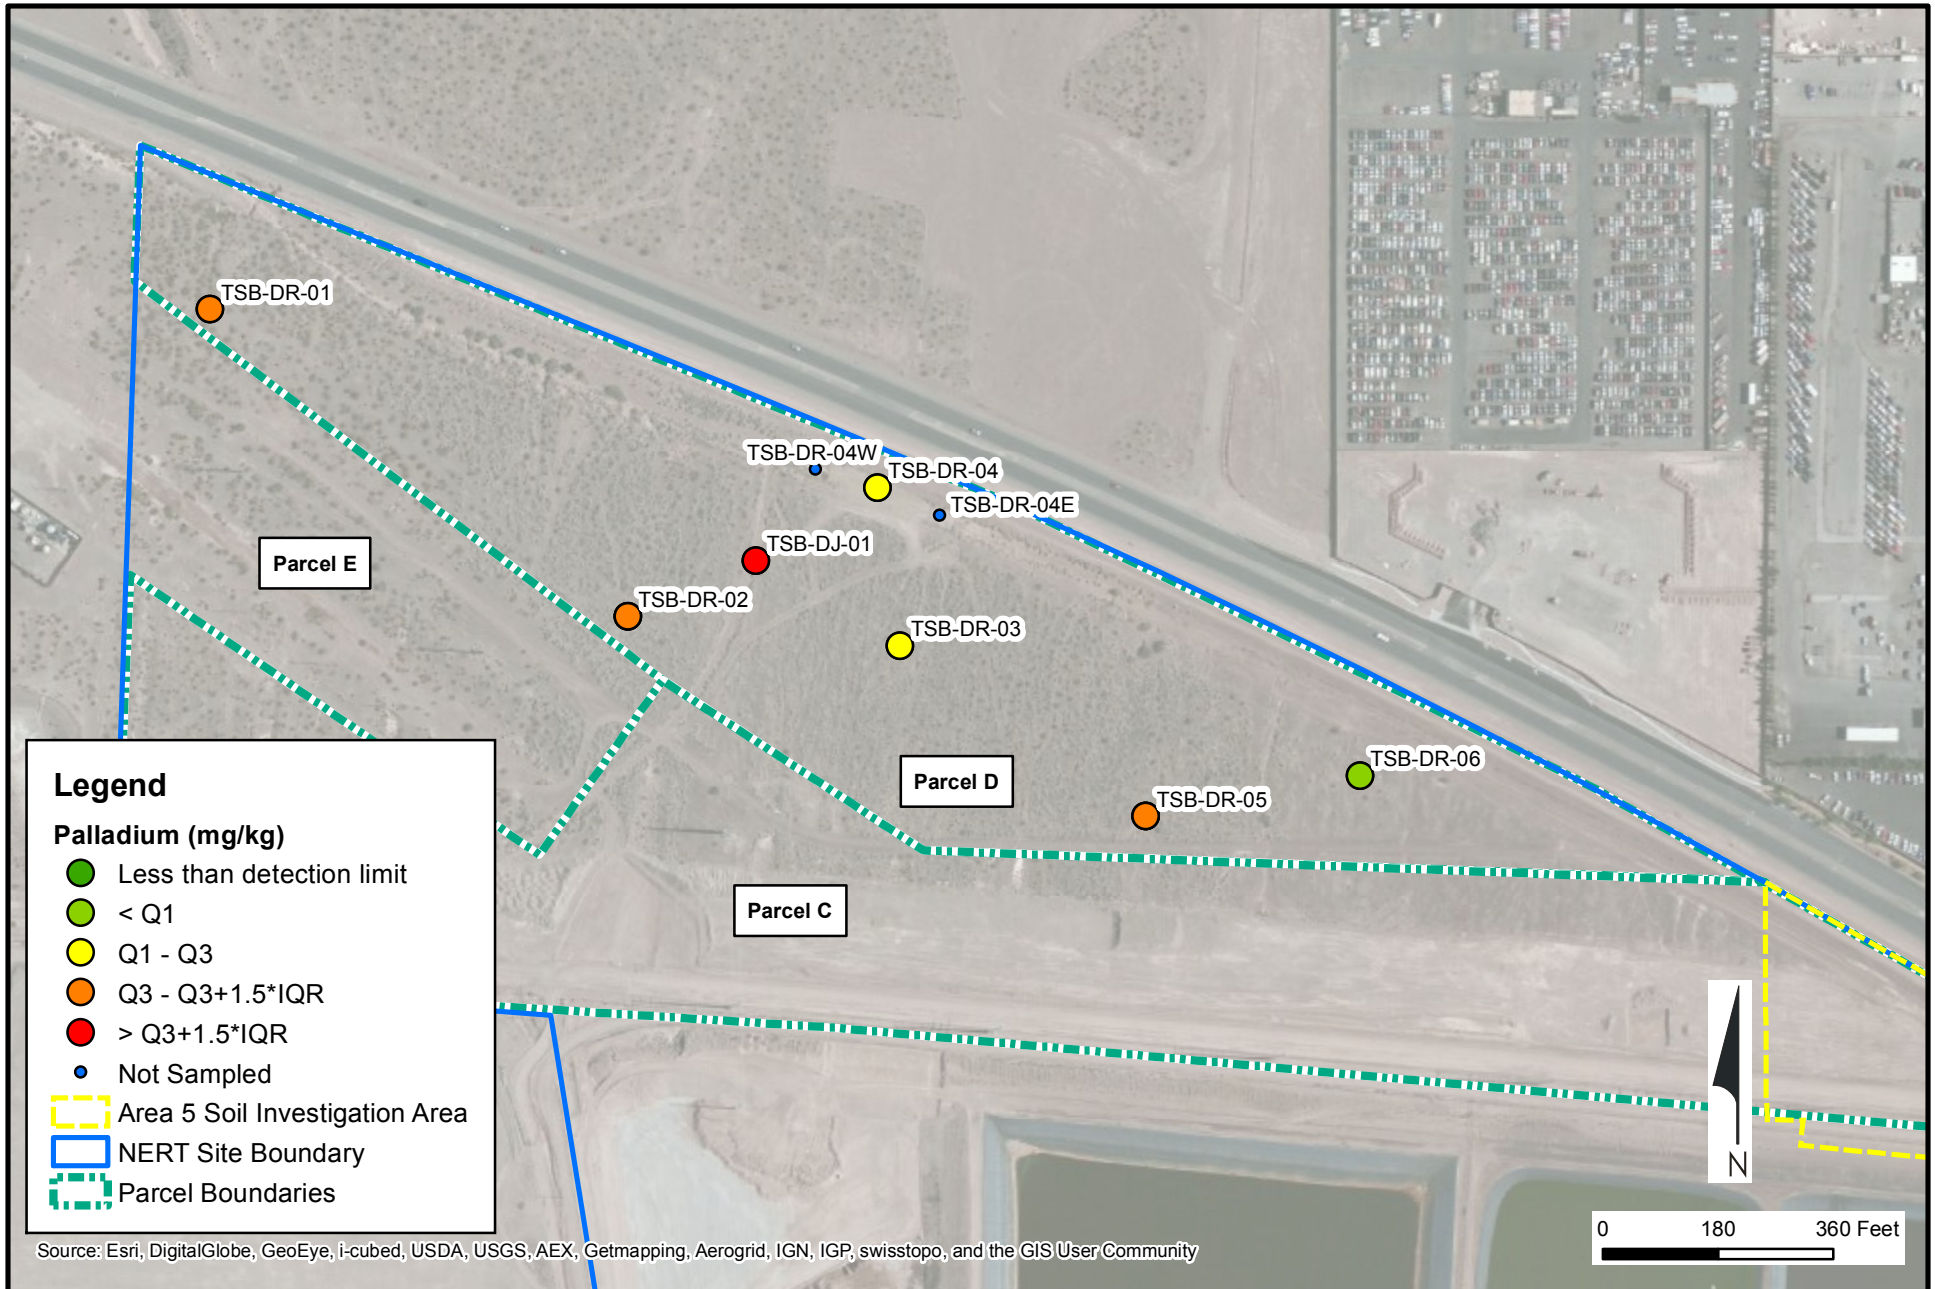 TSB-DR-01
TSB-DR-04W
TSB-DR-04
TSB-DR-04E
TSB-DJ-01
Parcel E
TSB-DR-02
TSB-DR-03
TSB-DR-06
Parcel D
TSB-DR-05
Parcel C
Legend
Palladium (mg/kg)
Less than detection limit
< Q1
Q1 - Q3
Q3 - Q3+1.5*IQR
> Q3+1.5*IQR
Not Sampled
Area 5 Soil Investigation Area
NERT Site Boundary
Parcel Boundaries
N
0 180 360 Feet
Source: Esri, DigitalGlobe, GeoEye, i-cubed, USDA, USGS, AEX, Getmapping, Aerogrid, IGN, IGP, swisstopo, and the GIS User Community